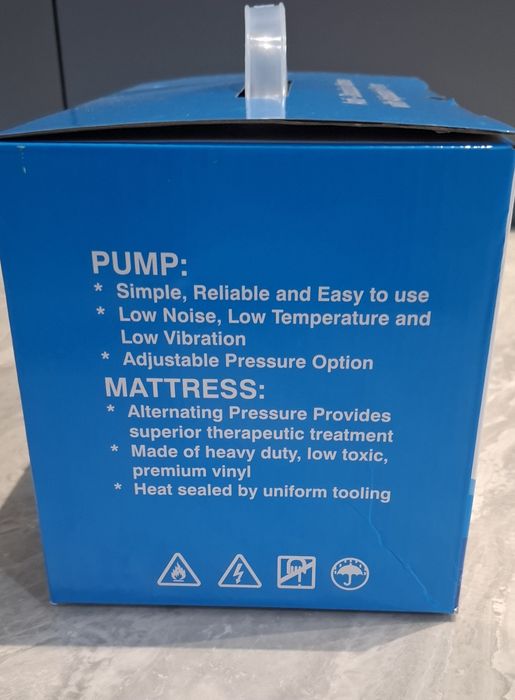 PUMP:
* Simple, Reliable and Easy to use
* Low Noise, Low Temperature and
Low Vibration
* Adjustable Pressure Option
MATTRESS:
* Alternating Pressure Provides
superior therapeutic treatment
* Made of heavy duty, low toxic,
premium vinyl
* Heat sealed by uniform tooling